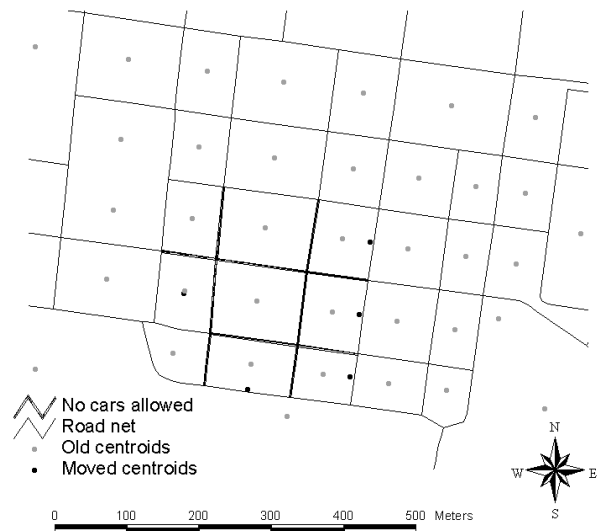 No cars allowed
Road net
Old centroids
Moved centroids
N
W E
S
0 100 200 300 400 500 Meters